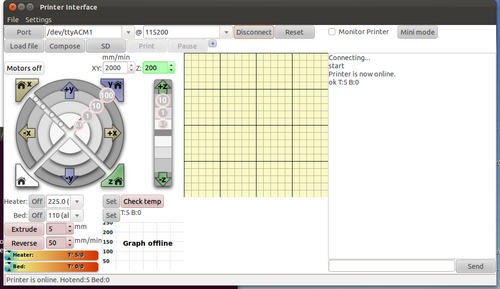 Printer Interface
File Settings
Port /dev/ttyACM1 @ 115200 Disconnect Reset Monitor Printer Mini mode
Load file Compose SD Print Pause +
mm/min
Motors off XY: 2000 Z: 200
Connecting...
start
Printer is now online.
ok T:5 B:0
x y +y +z
100
10 10
1 1
-x +x
-y z -z
Heater: Off 225.0 ( Set Check temp
Bed: Off 110 (al Set T:5 B:0
Extrude 5 mm
Reverse 50 mm/min
250
200
150
100
50
Graph offline
Heater: T° 5/0
Bed: T° 0/0
Send
Printer is online. Hotend:5 Bed:0